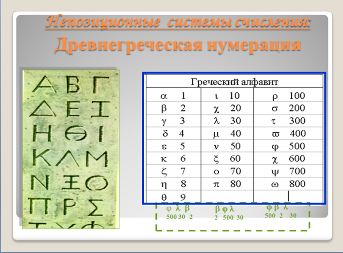 Непозиционные системы счисления:
Древнегреческая нумерация
Α Β Γ
Δ Ε Ι
Η Θ Ι
Κ Λ Μ
Ν Ξ Ο
Π Ρ Σ
Греческий алфавит
α 1 ι 10 ρ 100
β 2 χ 20 σ 200
γ 3 λ 30 τ 300
δ 4 μ 40 ϖ 400
ε 5 ν 50 φ 500
κ 6 ξ 60 χ 600
ζ 7 ο 70 ψ 700
η 8 π 80 ω 800
θ 9
φ λ β β φ λ φ β λ
500 30 2 2 500 30 500 2 30